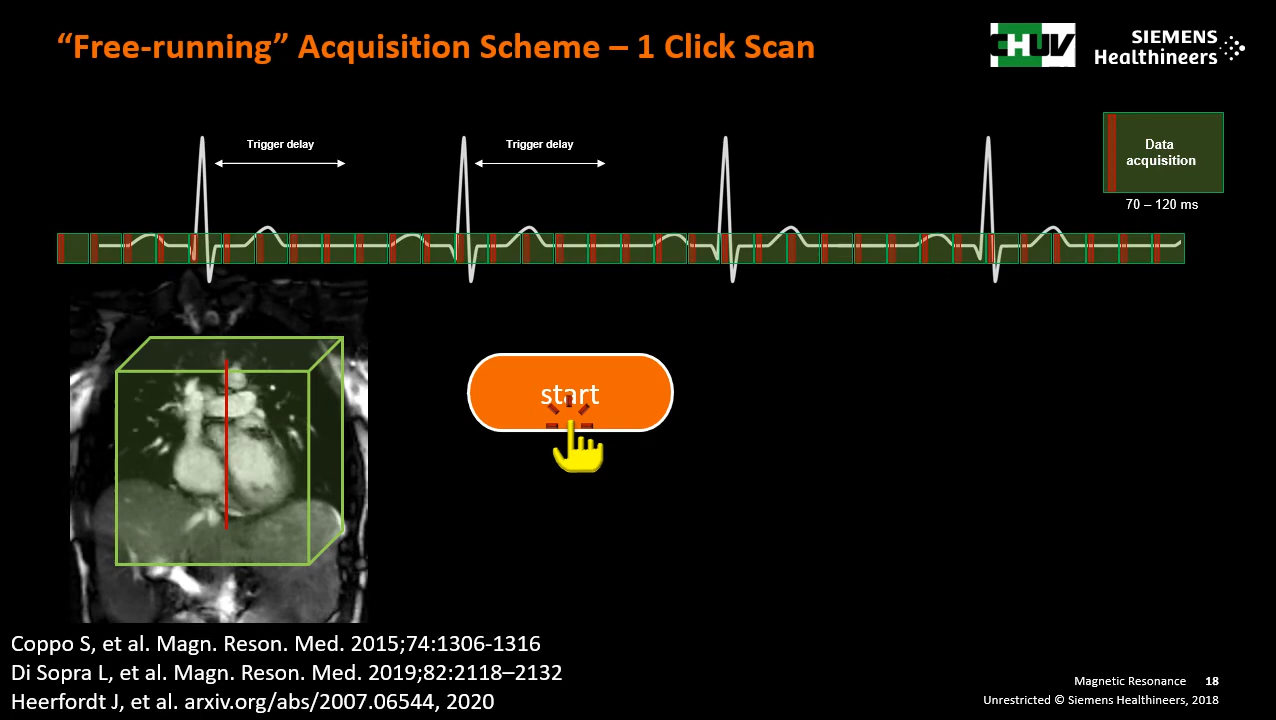 “Free-running” Acquisition Scheme – 1 Click Scan
CHUV
SIEMENS
Healthineers
Trigger delay
Trigger delay
Data
acquisition
70 – 120 ms
start
Coppo S, et al. Magn. Reson. Med. 2015;74:1306-1316
Di Sopra L, et al. Magn. Reson. Med. 2019;82:2118–2132
Heerfordt J, et al. arxiv.org/abs/2007.06544, 2020
Magnetic Resonance 18
Unrestricted © Siemens Healthineers, 2018